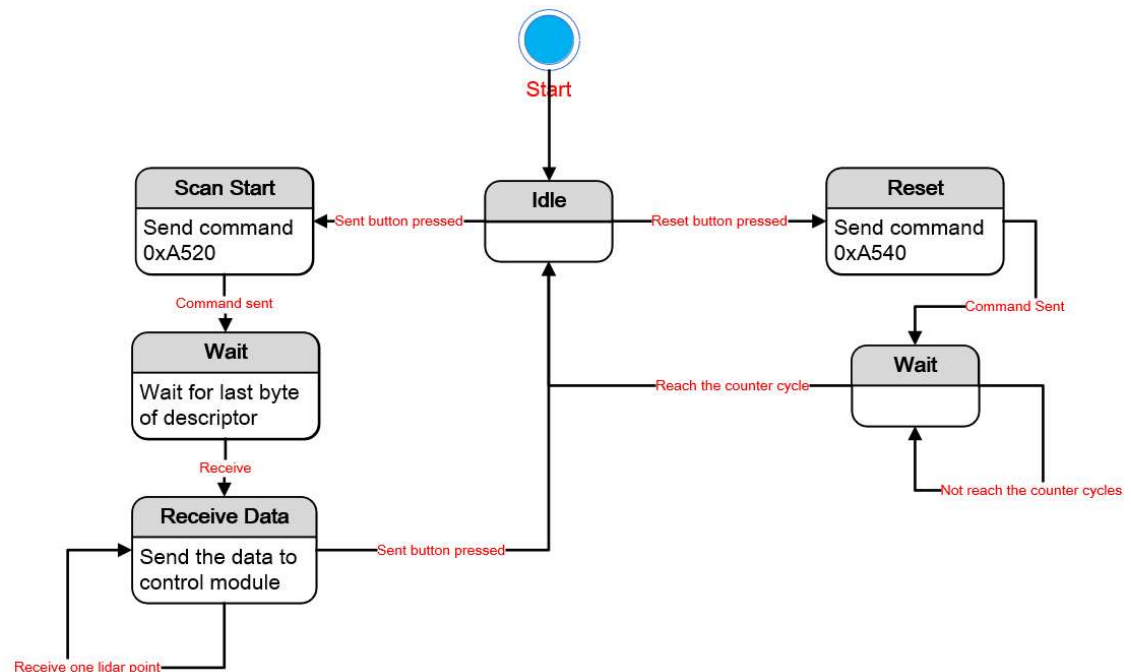 Start
Scan Start
Idle
Reset
Send command
0xA520
Sent button pressed
Reset button pressed
Send command
0xA540
Command sent
Command Sent
Wait
Wait
Wait for last byte
of descriptor
Reach the counter cycle
Receive
Not reach the counter cycles
Receive Data
Send the data to
control module
Sent button pressed
Receive one lidar point